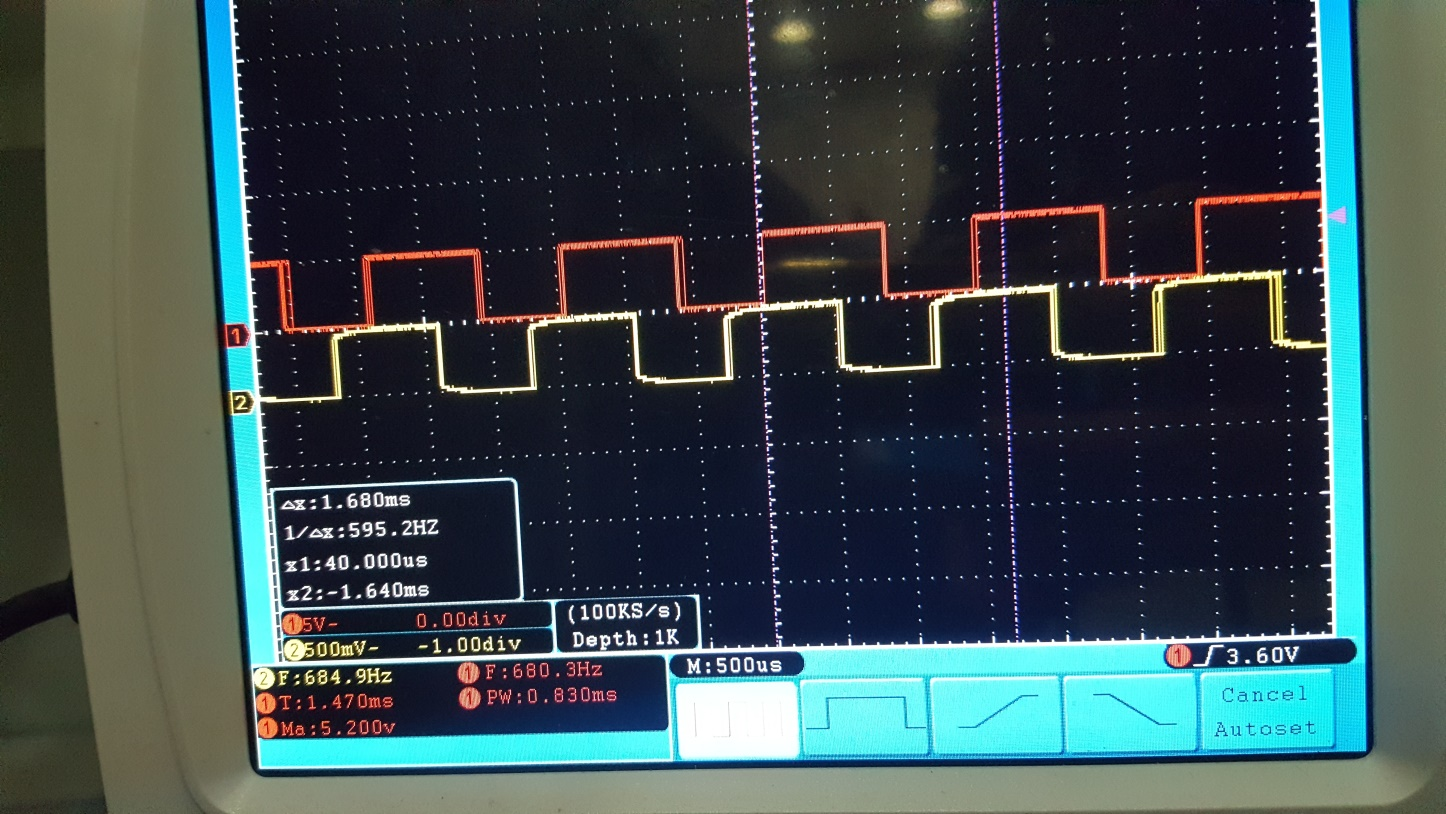 1
2
Δx:1.680ms
1/Δx:595.2HZ
x1:40.000us
x2:-1.640ms
1 5V- 0.00div
2 500mV- -1.00div
(100KS/s)
Depth:1K
2 F:684.9Hz 1 F:680.3Hz
1 T:1.470ms 1 PW:0.830ms
1 Ma:5.200v
M:500us
1 3.60V
Cancel
Autoset